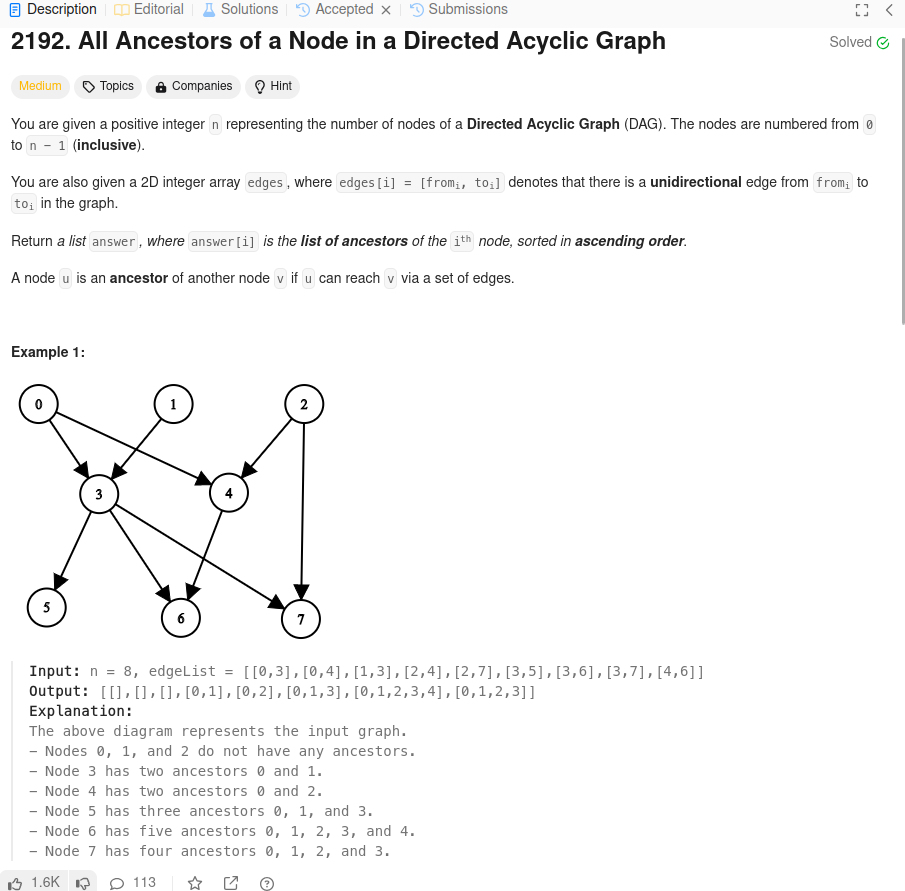 Description | Editorial | Solutions | Accepted × | Submissions
2192. All Ancestors of a Node in a Directed Acyclic Graph
Solved
Medium Topics Companies Hint
You are given a positive integer n representing the number of nodes of a Directed Acyclic Graph (DAG). The nodes are numbered from 0
to n - 1 (inclusive).
You are also given a 2D integer array edges, where edges[i] = [fromi, toi] denotes that there is a unidirectional edge from fromi to
toi in the graph.
Return a list answer, where answer[i] is the list of ancestors of the ith node, sorted in ascending order.
A node u is an ancestor of another node v if u can reach v via a set of edges.
Example 1:
0 1 2
3 4
5 6 7
Input: n = 8, edgeList = [[0,3],[0,4],[1,3],[2,4],[2,7],[3,5],[3,6],[3,7],[4,6]]
Output: [[],[],[],[0,1],[0,2],[0,1,3],[0,1,2,3,4],[0,1,2,3]]
Explanation:
The above diagram represents the input graph.
- Nodes 0, 1, and 2 do not have any ancestors.
- Node 3 has two ancestors 0 and 1.
- Node 4 has two ancestors 0 and 2.
- Node 5 has three ancestors 0, 1, and 3.
- Node 6 has five ancestors 0, 1, 2, 3, and 4.
- Node 7 has four ancestors 0, 1, 2, and 3.
1.6K 113